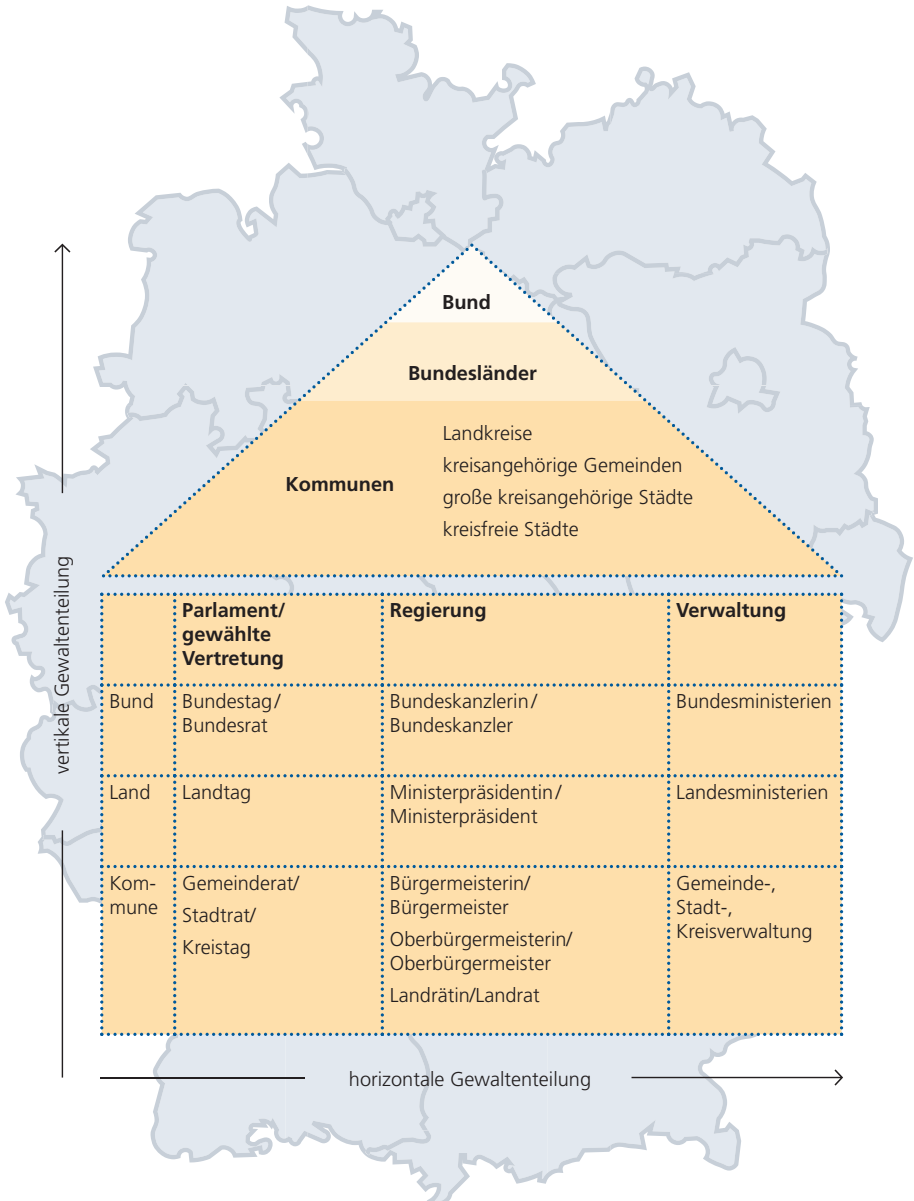 Bund
Bundesländer
Kommunen
Landkreise
kreisangehörige Gemeinden
große kreisangehörige Städte
kreisfreie Städte
vertikale Gewaltenteilung
Parlament/
gewählte
Vertretung
Regierung
Verwaltung
Bund
Bundestag/
Bundesrat
Bundeskanzlerin/
Bundeskanzler
Bundesministerien
Land
Landtag
Ministerpräsidentin/
Ministerpräsident
Landesministerien
Kom-
mune
Gemeinderat/
Stadtrat/
Kreistag
Bürgermeisterin/
Bürgermeister
Oberbürgermeisterin/
Oberbürgermeister
Landrätin/Landrat
Gemeinde-,
Stadt-,
Kreisverwaltung
horizontale Gewaltenteilung